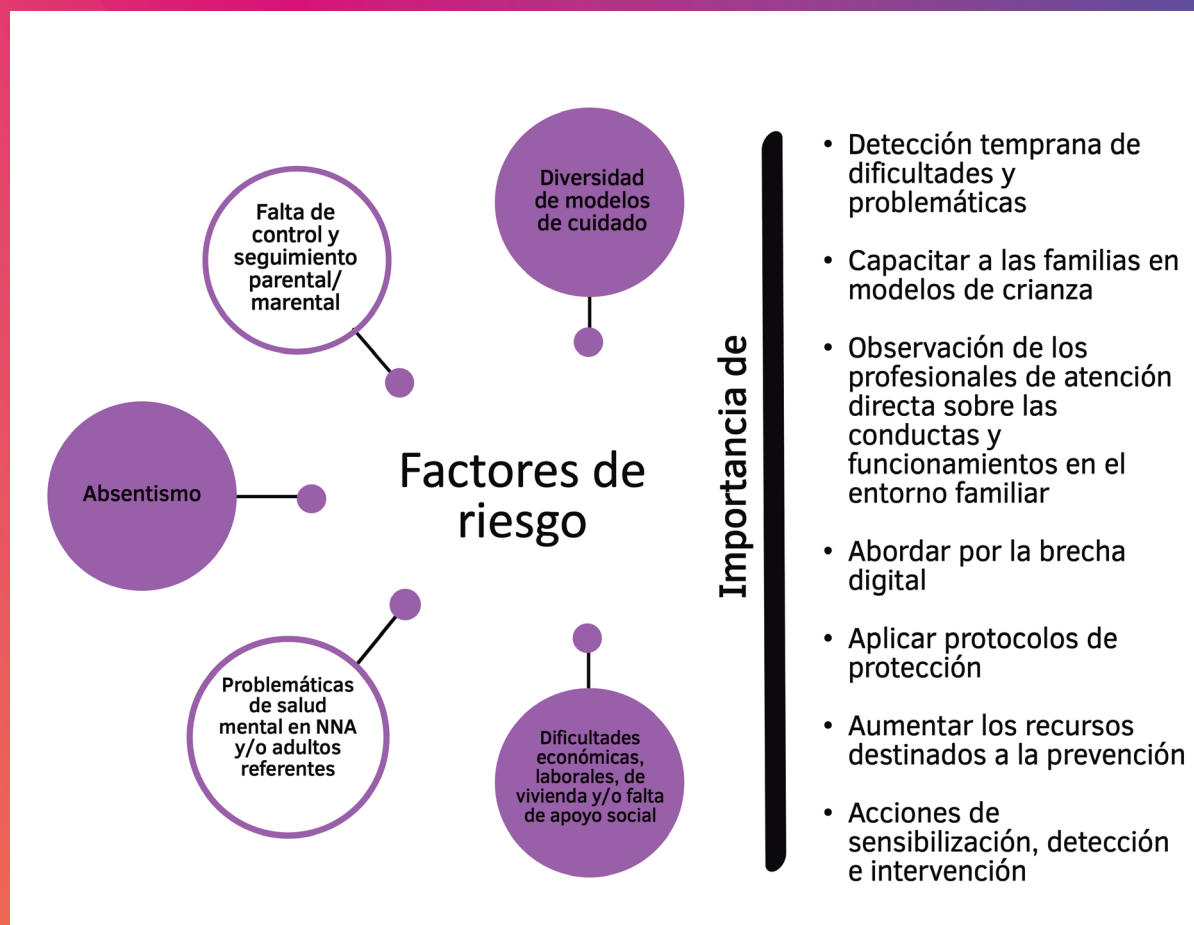 Diversidad
de modelos
de cuidado
Falta de
control y
seguimiento
parental/
marental
Absentismo
Factores de
riesgo
Problemáticas
de salud
mental en NNA
y/o adultos
referentes
Dificultades
económicas,
laborales, de
vivienda y/o falta
de apoyo social
Importancia de
• Detección temprana de
dificultades y
problemáticas
• Capacitar a las familias en
modelos de crianza
• Observación de los
profesionales de atención
directa sobre las
conductas y
funcionamientos en el
entorno familiar
• Abordar por la brecha
digital
• Aplicar protocolos de
protección
• Aumentar los recursos
destinados a la prevención
• Acciones de
sensibilización, detección
e intervención